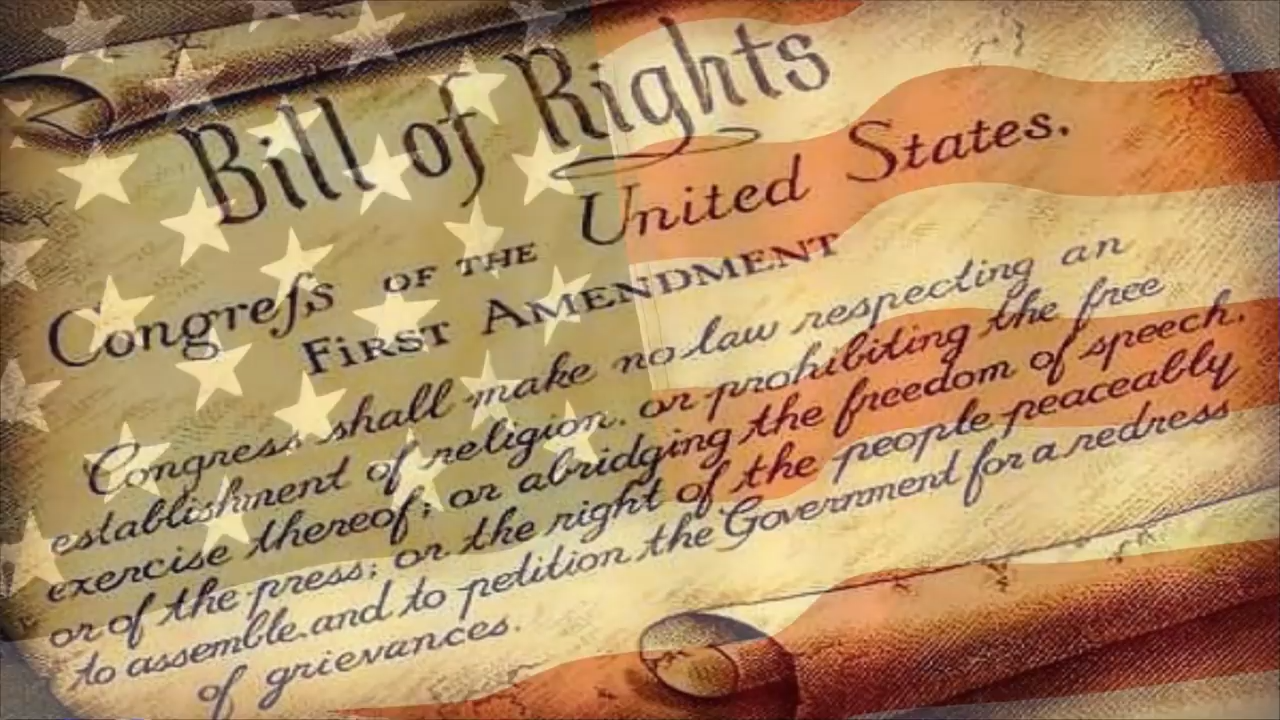 Bill of Rights
Congreſs OF THE United States.
FIRST AMENDMENT
Congress shall make no law respecting an
establishment of religion. or prohibiting the free
exercise thereof; or abridging the freedom of speech.
or of the press; or the right of the people peaceably
to assemble.and to petition the Government for a redress
of grievances.